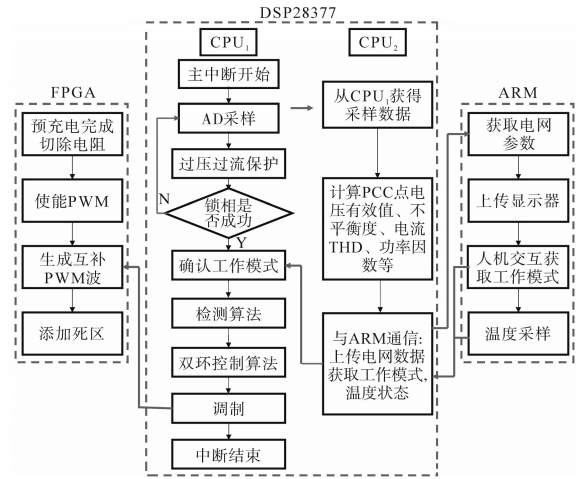 DSP28377
CPU₁
CPU₂
主中断开始
AD采样
过压过流保护
锁相是
否成功
N
Y
确认工作模式
检测算法
双环控制算法
调制
中断结束
从CPU₁获得
采样数据
计算PCC点电
压有效值、不
平衡度、电流
THD、功率因
数等
与ARM通信:
上传电网数据
获取工作模式,
温度状态
FPGA
预充电完成
切除电阻
使能PWM
生成互补
PWM波
添加死区
ARM
获取电网
参数
上传显示器
人机交互获
取工作模式
温度采样